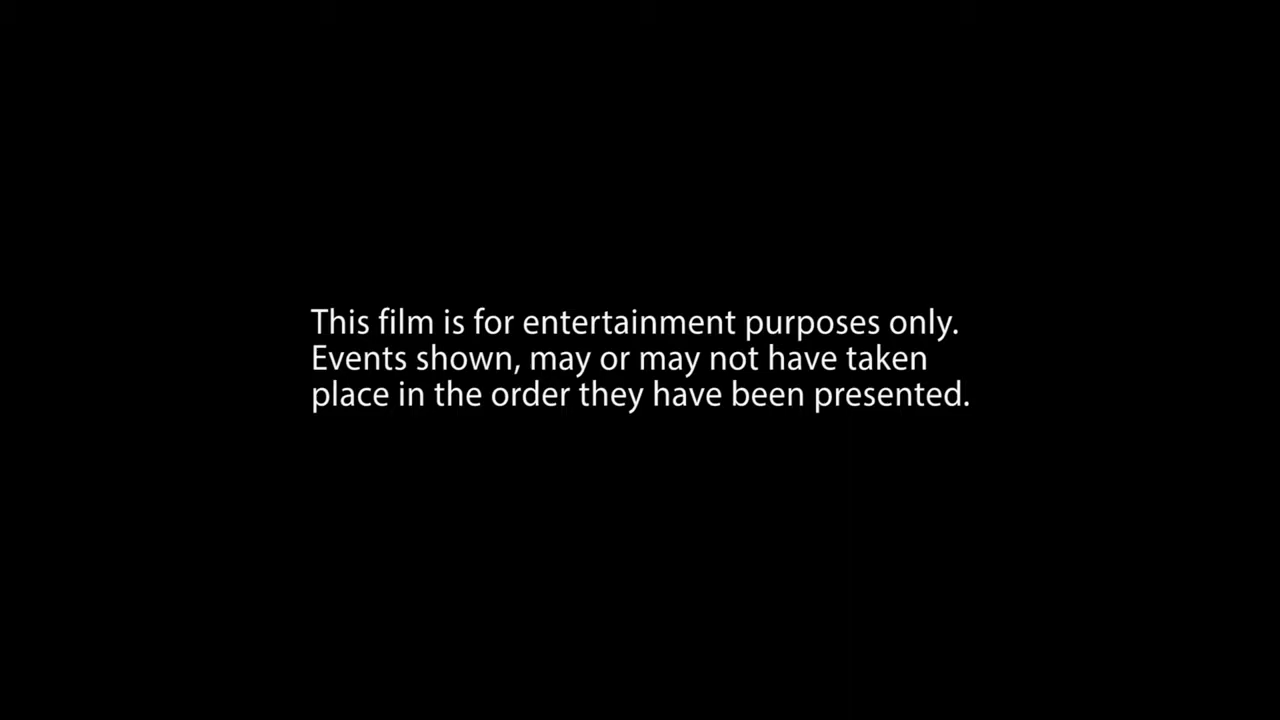 This film is for entertainment purposes only.
Events shown, may or may not have taken
place in the order they have been presented.